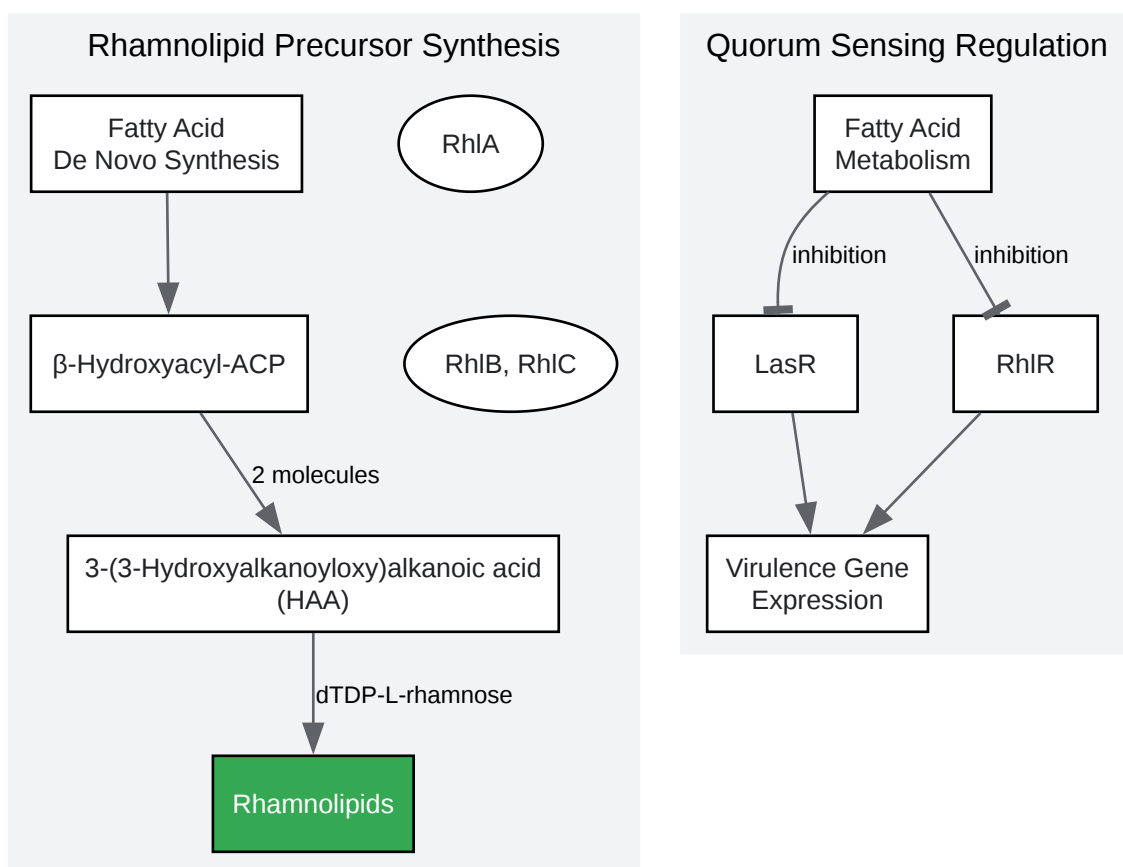 Rhamnolipid Precursor Synthesis
Fatty Acid
De Novo Synthesis
RhlA
β-Hydroxyacyl-ACP
RhlB, RhlC
2 molecules
3-(3-Hydroxyalkanoyloxy)alkanoic acid
(HAA)
dTDP-L-rhamnose
Rhamnolipids
Quorum Sensing Regulation
Fatty Acid
Metabolism
inhibition
inhibition
LasR
RhlR
Virulence Gene
Expression